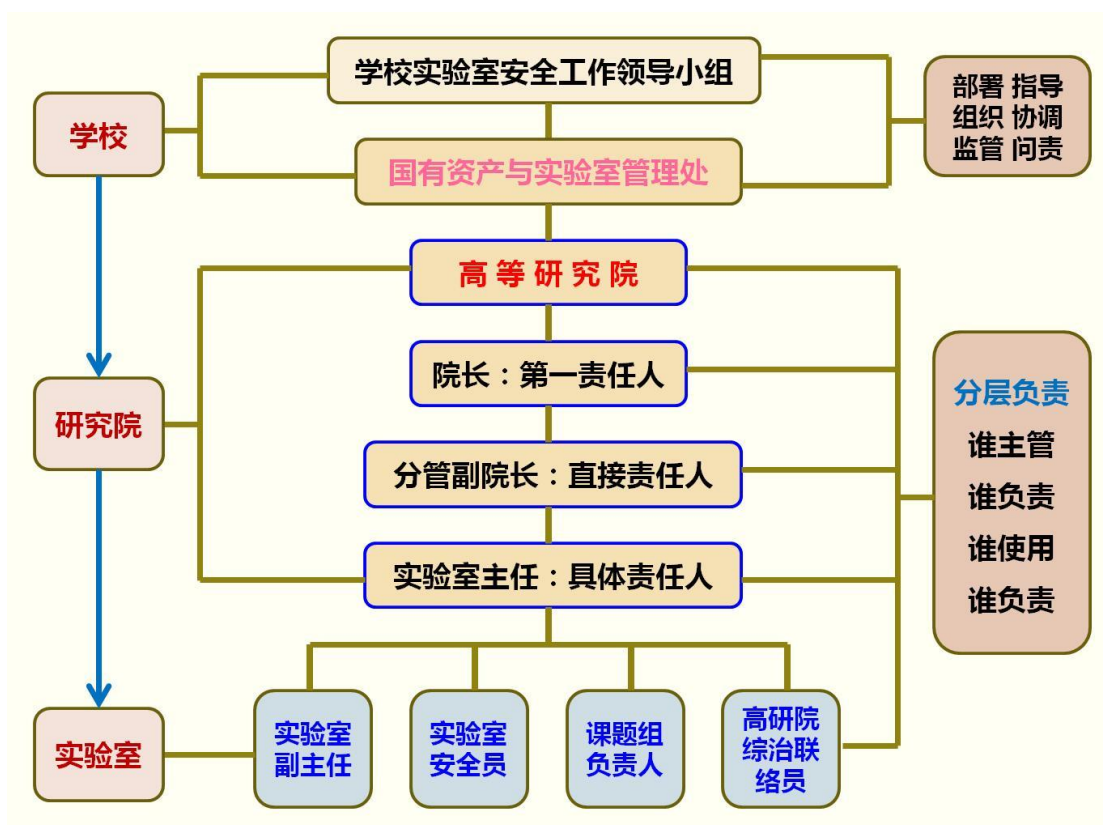 学校实验室安全工作领导小组
部署 指导
组织 协调
监管 问责
学校
国有资产与实验室管理处
高等研究院
院长：第一责任人
研究院
分管副院长：直接责任人
实验室主任：具体责任人
分层负责
谁主管
谁负责
谁使用
谁负责
实验室
实验室
副主任
实验室
安全员
课题组
负责人
高研院
综治联
络员